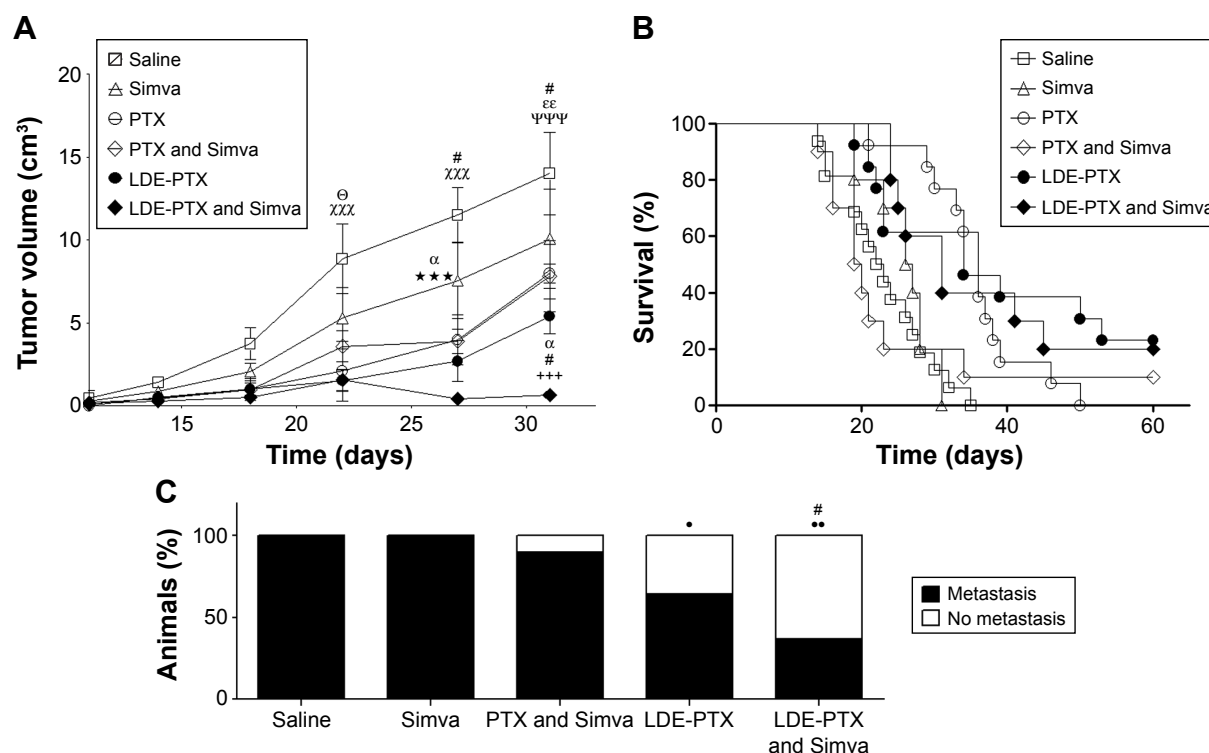 A
Saline
Simva
PTX
PTX and Simva
LDE-PTX
LDE-PTX and Simva
Tumor volume (cm³)
20
15
10
5
0
15
20
25
30
Time (days)
Θ
χχχ
#
χχχ
α
★★★
#
εε
ΨΨΨ
α
#
+++
B
Saline
Simva
PTX
PTX and Simva
LDE-PTX
LDE-PTX and Simva
Survival (%)
100
80
60
40
20
0
0
20
40
60
Time (days)
C
Animals (%)
100
50
0
•
#
••
Saline
Simva
PTX and Simva
LDE-PTX
LDE-PTX
and Simva
Metastasis
No metastasis